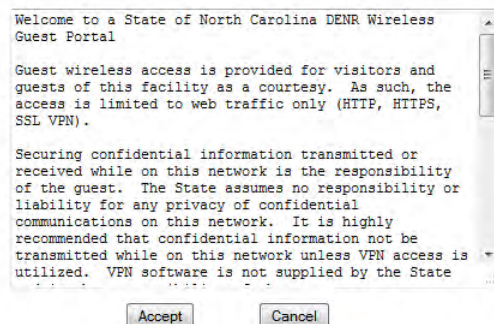 Welcome to a State of North Carolina DENR Wireless
Guest Portal
Guest wireless access is provided for visitors and
guests of this facility as a courtesy.  As such, the
access is limited to web traffic only (HTTP, HTTPS,
SSL VPN).
Securing confidential information transmitted or
received while on this network is the responsibility
of the guest.  The State assumes no responsibility or
liability for any privacy of confidential
communications on this network.  It is highly
recommended that confidential information not be
transmitted while on this network unless VPN access is
utilized.  VPN software is not supplied by the State
Accept Cancel